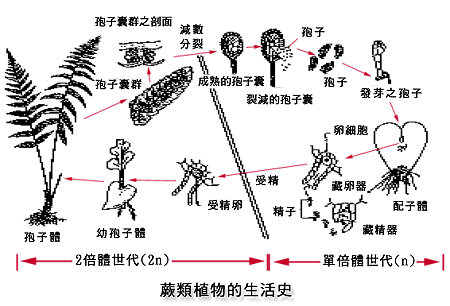 孢子囊群之剖面
減數
分裂
孢子
孢子
孢子囊群
成熟的孢子囊
裂減的孢子囊
發芽之孢子
卵細胞
藏卵器
配子體
精子
藏精器
受精
受精卵
幼孢子體
孢子體
2倍體世代(2n)
單倍體世代(n)
蕨類植物的生活史